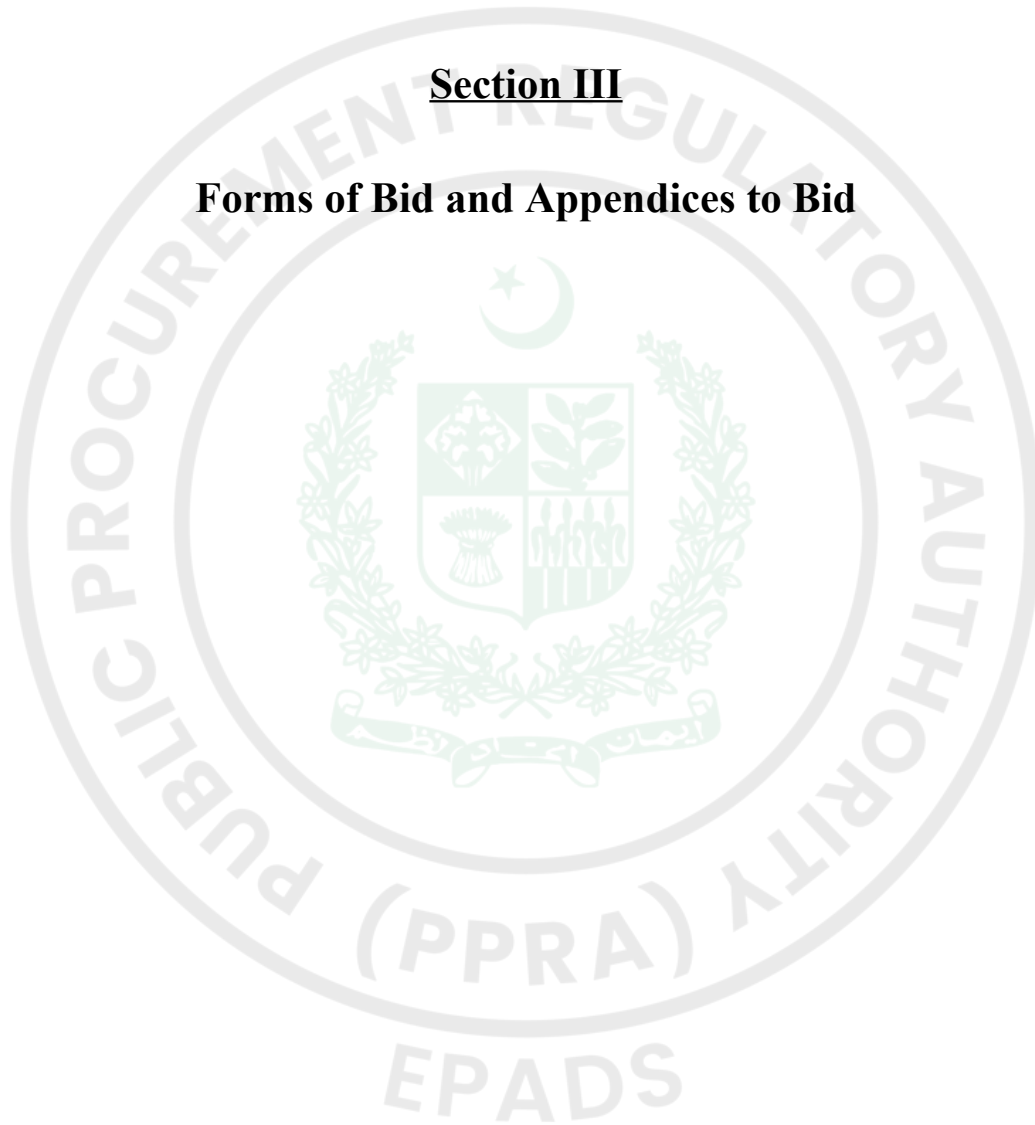 Section III
Forms of Bid and Appendices to Bid
PUBLIC PROCUREMENT REGULATORY AUTHORITY
(PPRA)
EPADS